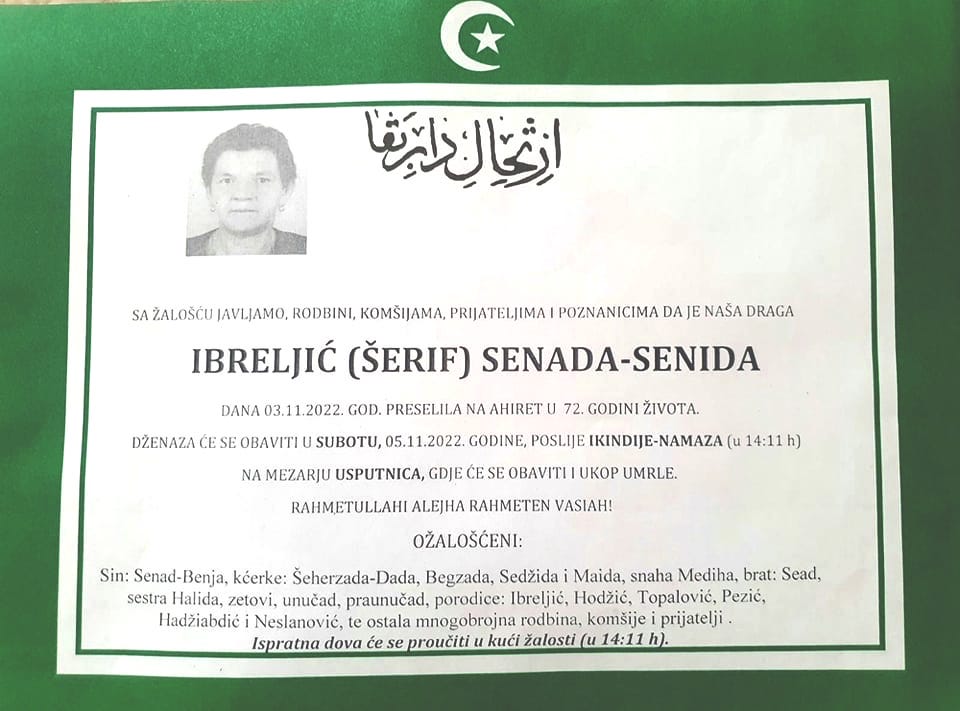 ارتحال دار بقا
SA ŽALOŠĆU JAVLJAMO, RODBINI, KOMŠIJAMA, PRIJATELJIMA I POZNANICIMA DA JE NAŠA DRAGA
IBRELJIĆ (ŠERIF) SENADA-SENIDA
DANA 03.11.2022. GOD. PRESELILA NA AHIRET U 72. GODINI ŽIVOTA.
DŽENAZA ĆE SE OBAVITI U SUBOTU, 05.11.2022. GODINE, POSLIJE IKINDIJE-NAMAZA (u 14:11 h)
NA MEZARJU USPUTNICA, GDJE ĆE SE OBAVITI I UKOP UMRLE.
RAHMETULLAHI ALEJHA RAHMETEN VASIAH!
OŽALOŠĆENI:
Sin: Senad-Benja, kćerke: Šeherzada-Dada, Begzada, Sedžida i Maida, snaha Mediha, brat: Sead,
sestra Halida, zetovi, unučad, praunučad, porodice: Ibreljić, Hodžić, Topalović, Pezić,
Hadžiabdić i Neslanović, te ostala mnogobrojna rodbina, komšije i prijatelji .
Ispratna dova će se proučiti u kući žalosti (u 14:11 h).